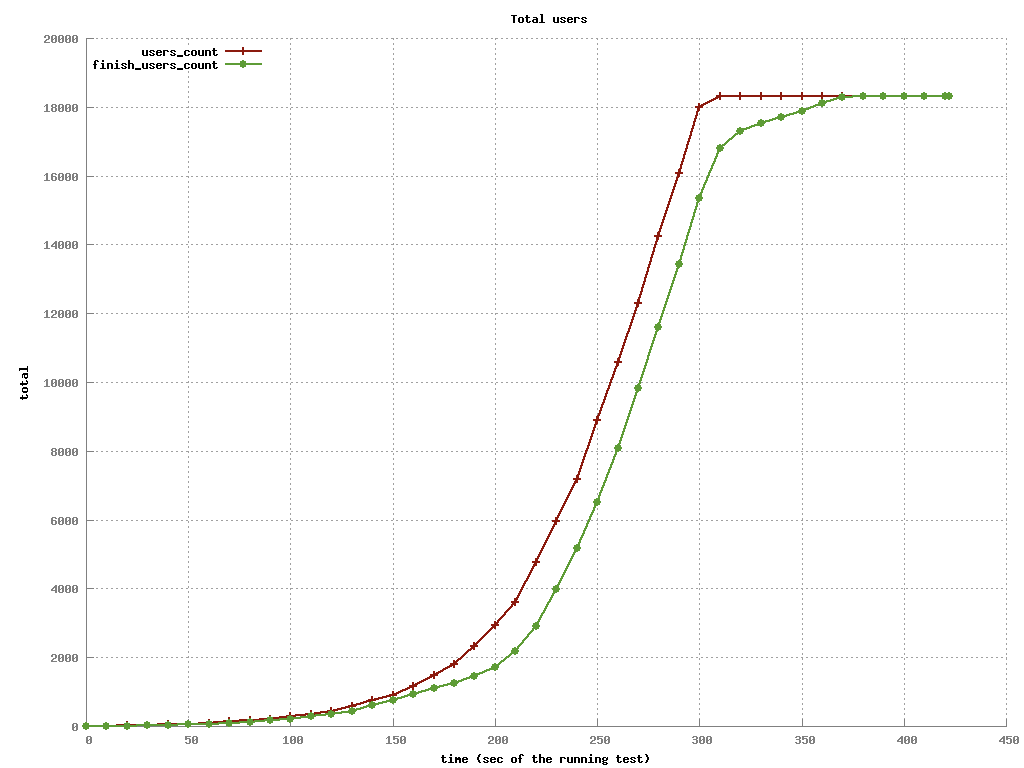 Total users
users_count
finish_users_count
20000
18000
16000
14000
12000
10000
8000
6000
4000
2000
0
total
0 50 100 150 200 250 300 350 400 450
time (sec of the running test)